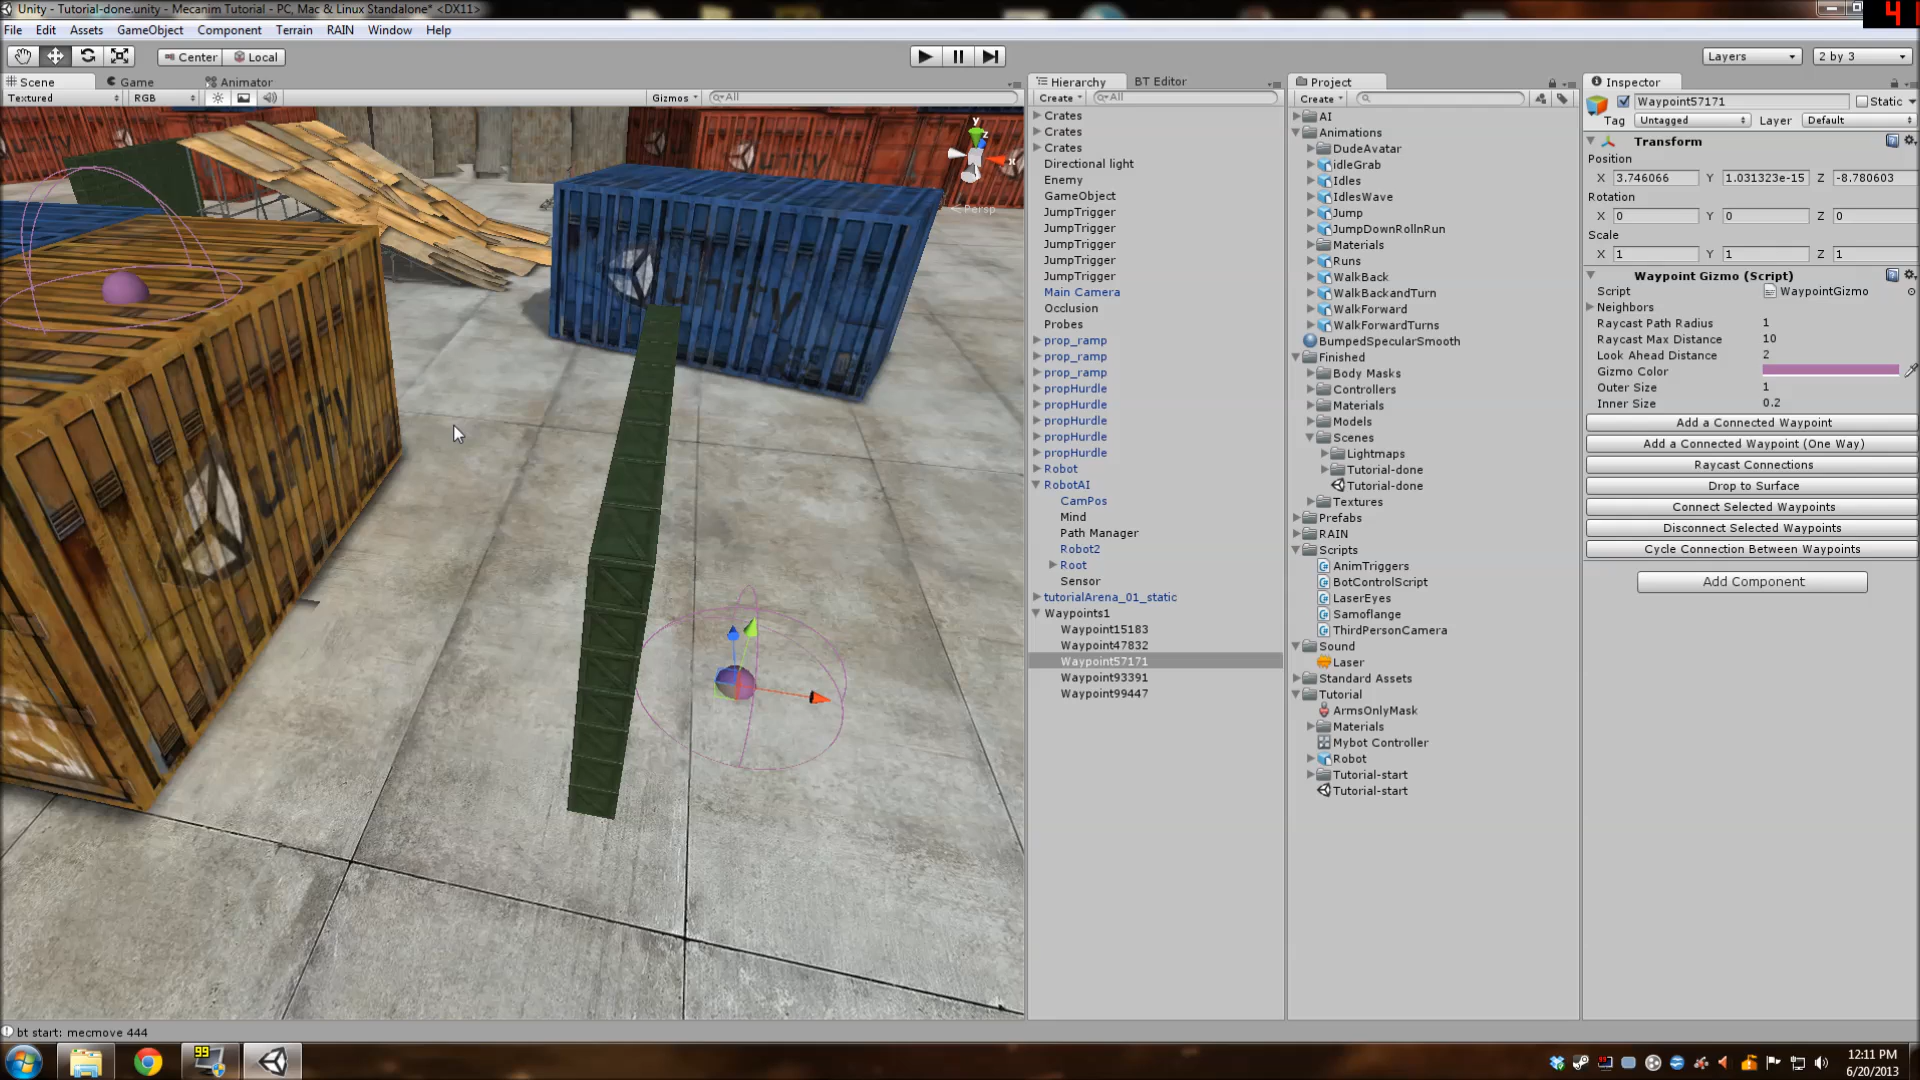 Unity - Tutorial-done.unity - Mecanim Tutorial - PC, Mac & Linux Standalone* <DX11>
41
File Edit Assets GameObject Component Terrain RAIN Window Help
Center Local Layers 2 by 3
Scene Game Animator
Textured RGB Gizmos All
Hierarchy BT Editor
Create All
Crates
Crates
Crates
Directional light
Enemy
GameObject
JumpTrigger
JumpTrigger
JumpTrigger
JumpTrigger
JumpTrigger
Main Camera
Occlusion
Probes
prop_ramp
prop_ramp
prop_ramp
propHurdle
propHurdle
propHurdle
propHurdle
propHurdle
Robot
RobotAI
CamPos
Mind
Path Manager
Robot2
Root
Sensor
tutorialArena_01_static
Waypoints1
Waypoint15183
Waypoint47832
Waypoint57171
Waypoint93391
Waypoint99447
Project
Create
AI
Animations
DudeAvatar
idleGrab
Idles
IdlesWave
Jump
JumpDownRollnRun
Materials
Runs
WalkBack
WalkBackandTurn
WalkForward
WalkForwardTurns
BumpedSpecularSmooth
Finished
Body Masks
Controllers
Materials
Models
Scenes
Lightmaps
Tutorial-done
Tutorial-done
Textures
Prefabs
RAIN
Scripts
AnimTriggers
BotControlScript
LaserEyes
Samoflange
ThirdPersonCamera
Sound
Laser
Standard Assets
Tutorial
ArmsOnlyMask
Materials
Mybot Controller
Robot
Tutorial-start
Tutorial-start
Inspector
Waypoint57171 Static
Tag Untagged Layer Default
Transform
Position
X 3.746066 Y 1.031323e-15 Z -8.780603
Rotation
X 0 Y 0 Z 0
Scale
X 1 Y 1 Z 1
Waypoint Gizmo (Script)
Script WaypointGizmo
Neighbors
Raycast Path Radius 1
Raycast Max Distance 10
Look Ahead Distance 2
Gizmo Color
Outer Size 1
Inner Size 0.2
Add a Connected Waypoint
Add a Connected Waypoint (One Way)
Raycast Connections
Drop to Surface
Connect Selected Waypoints
Disconnect Selected Waypoints
Cycle Connection Between Waypoints
Add Component
y
z
x
Persp
unity
unity
unity
unity
bt start: mecmove 444
99
12:11 PM
6/20/2013